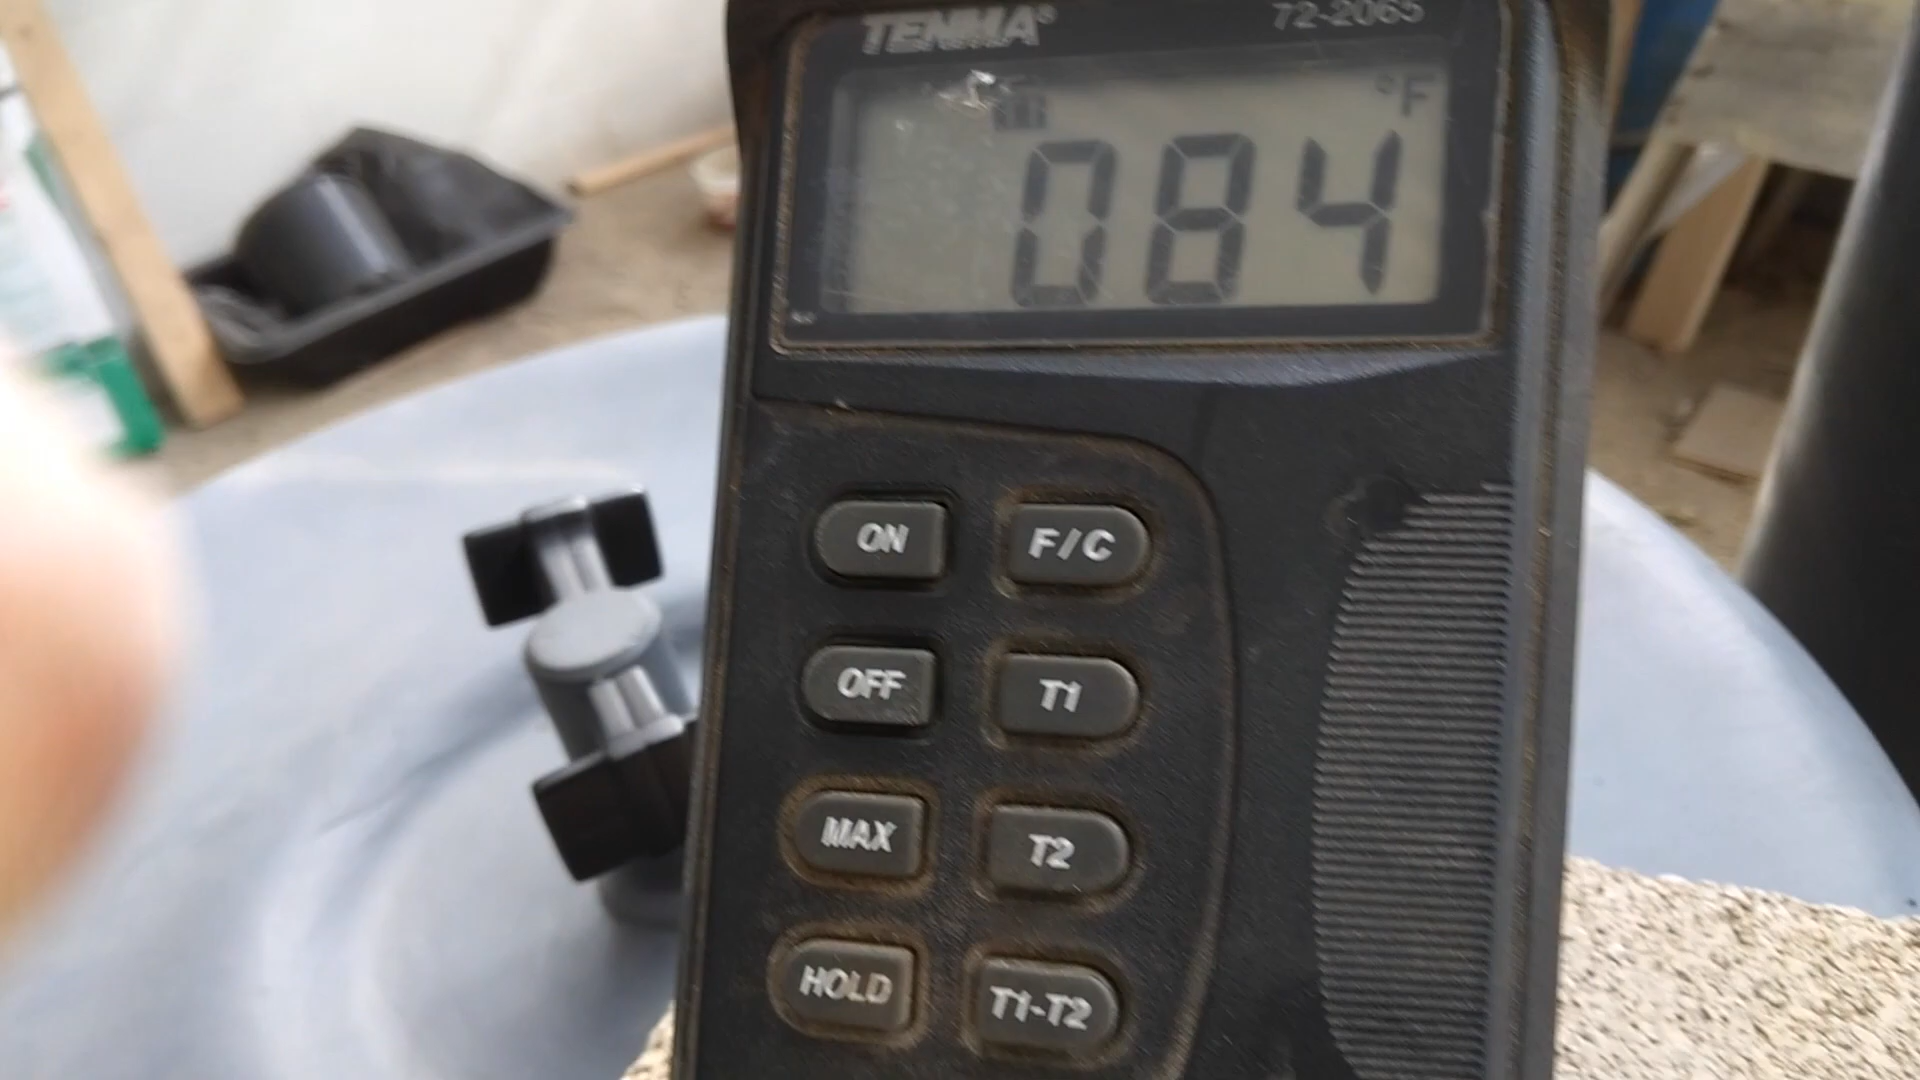 TENMA®
72-2065
°F
084
ON
F/C
OFF
T1
MAX
T2
HOLD
T1-T2